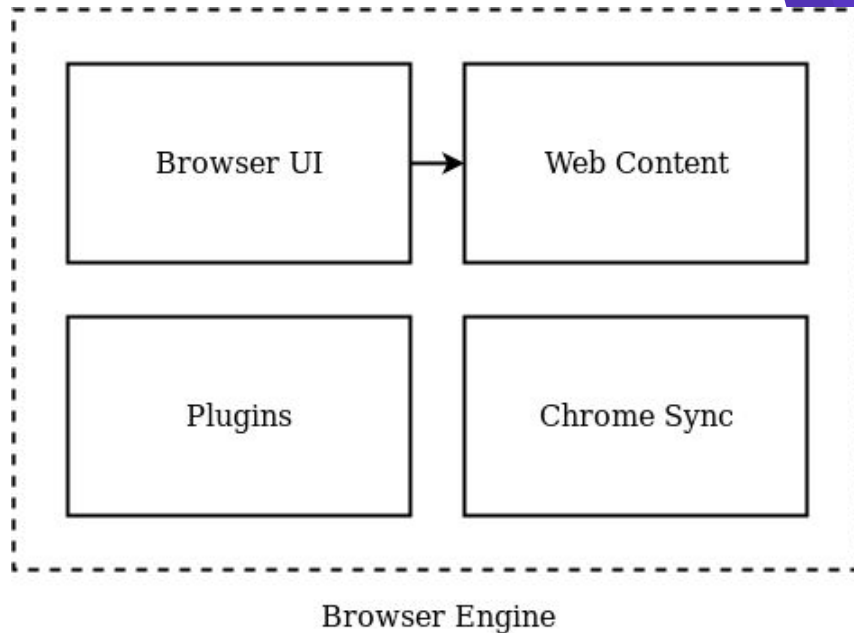 Browser UI
Web Content
Plugins
Chrome Sync
Browser Engine